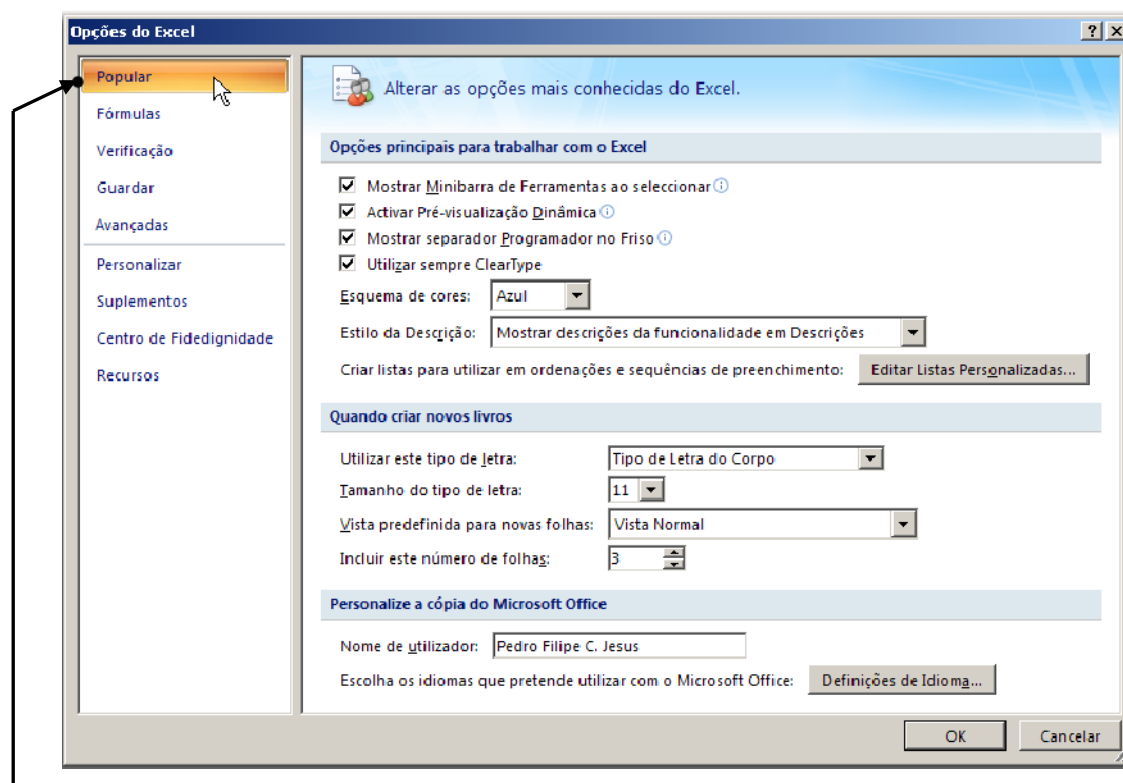 Opções do Excel
Popular
Fórmulas
Verificação
Guardar
Avançadas
Personalizar
Suplementos
Centro de Fidedignidade
Recursos
Alterar as opções mais conhecidas do Excel.
Opções principais para trabalhar com o Excel
Mostrar Minibarra de Ferramentas ao seleccionar
Activar Pré-visualização Dinâmica
Mostrar separador Programador no Friso
Utilizar sempre ClearType
Esquema de cores: Azul
Estilo da Descrição: Mostrar descrições da funcionalidade em Descrições
Criar listas para utilizar em ordenações e sequências de preenchimento: Editar Listas Personalizadas...
Quando criar novos livros
Utilizar este tipo de letra: Tipo de Letra do Corpo
Tamanho do tipo de letra: 11
Vista predefinida para novas folhas: Vista Normal
Incluir este número de folhas: 3
Personalize a cópia do Microsoft Office
Nome de utilizador: Pedro Filipe C. Jesus
Escolha os idiomas que pretende utilizar com o Microsoft Office: Definições de Idioma...
OK Cancelar